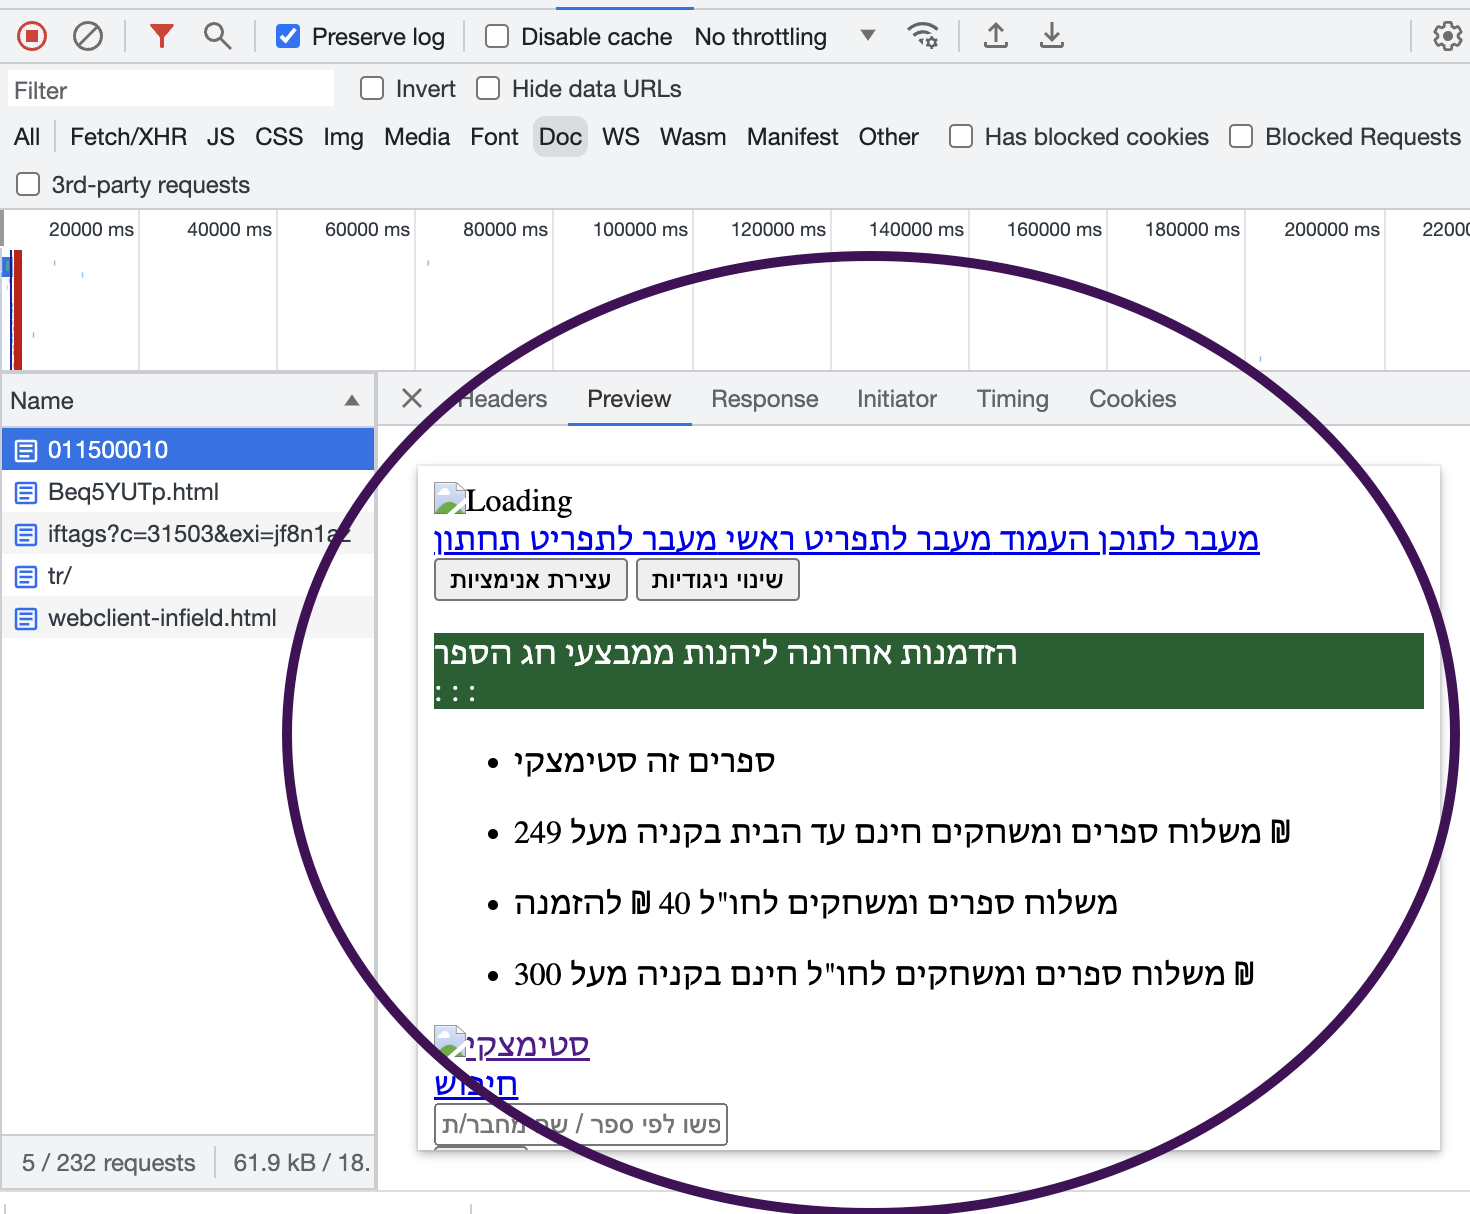 Preserve log Disable cache No throttling
Filter Invert Hide data URLs
All Fetch/XHR JS CSS Img Media Font Doc WS Wasm Manifest Other Has blocked cookies Blocked Requests
3rd-party requests
20000 ms 40000 ms 60000 ms 80000 ms 100000 ms 120000 ms 140000 ms 160000 ms 180000 ms 200000 ms 2200
Name
Headers Preview Response Initiator Timing Cookies
011500010
Beq5YUTp.html
iftags?c=31503&exi=jf8n1az
tr/
webclient-infield.html
Loading
מעבר לתוכן העמוד מעבר לתפריט ראשי מעבר לתפריט תחתון
עצירת אנימציות שינוי ניגודיות
הזדמנות אחרונה ליהנות ממבצעי חג הספר
: : :
• ספרים זה סטימצקי
• משלוח ספרים ומשחקים חינם עד הבית בקניה מעל 249 ₪
• משלוח ספרים ומשחקים לחו"ל 40 ₪ להזמנה
• משלוח ספרים ומשחקים לחו"ל חינם בקניה מעל 300 ₪
סטימצקי
חיפוש
פשו לפי ספר / שם מחבר/ת
5 / 232 requests 61.9 kB / 18.